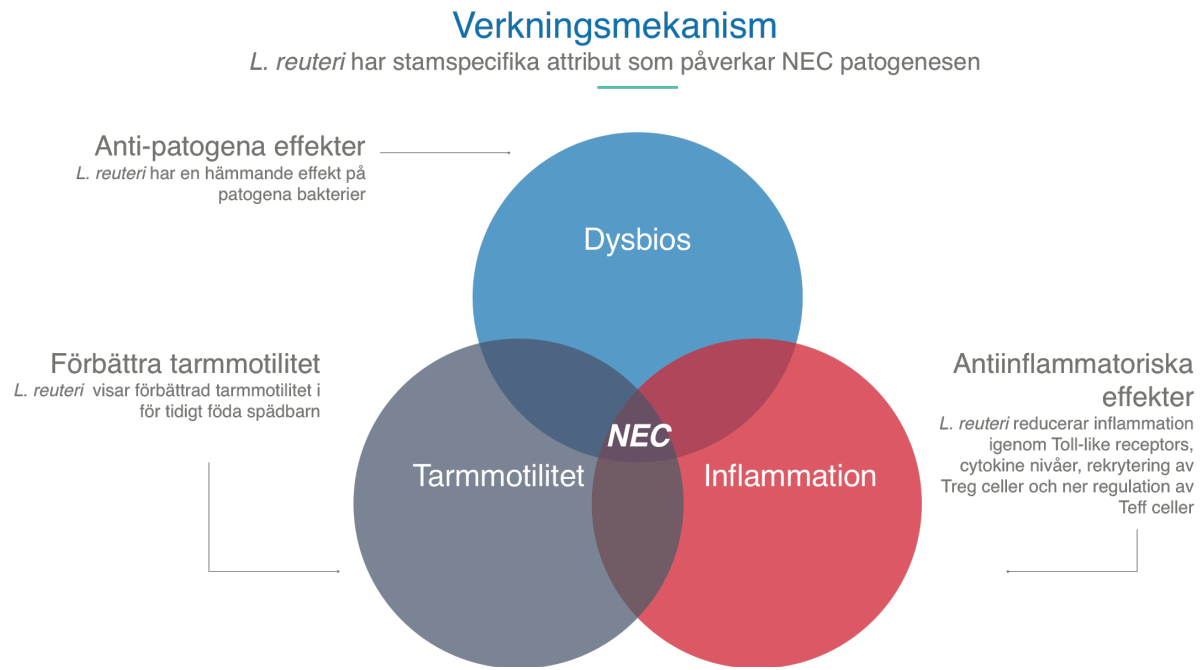 Verkningsmekanism
L. reuteri har stamspecifika attribut som påverkar NEC patogenesen
Anti-patogena effekter
L. reuteri har en hämmande effekt på
patogena bakterier
Dysbios
Förbättra tarmmotilitet
L. reuteri visar förbättrad tarmmotilitet i
för tidigt föda spädbarn
Antiinflammatoriska
effekter
L. reuteri reducerar inflammation
igenom Toll-like receptors,
cytokine nivåer, rekrytering av
Treg celler och ner regulation av
Teff celler
NEC
Tarmmotilitet
Inflammation